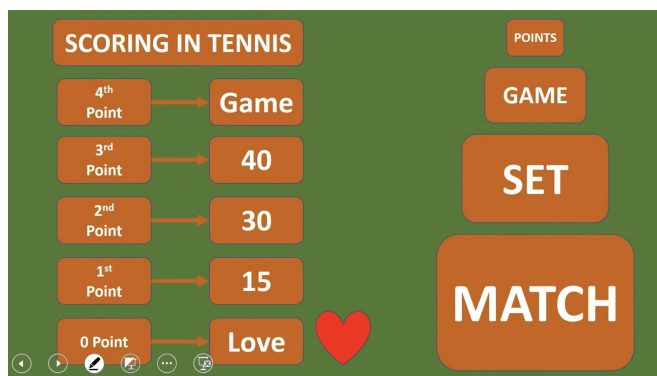 SCORING IN TENNIS
4th
Point
Game
3rd
Point
40
2nd
Point
30
1st
Point
15
0 Point
Love
POINTS
GAME
SET
MATCH